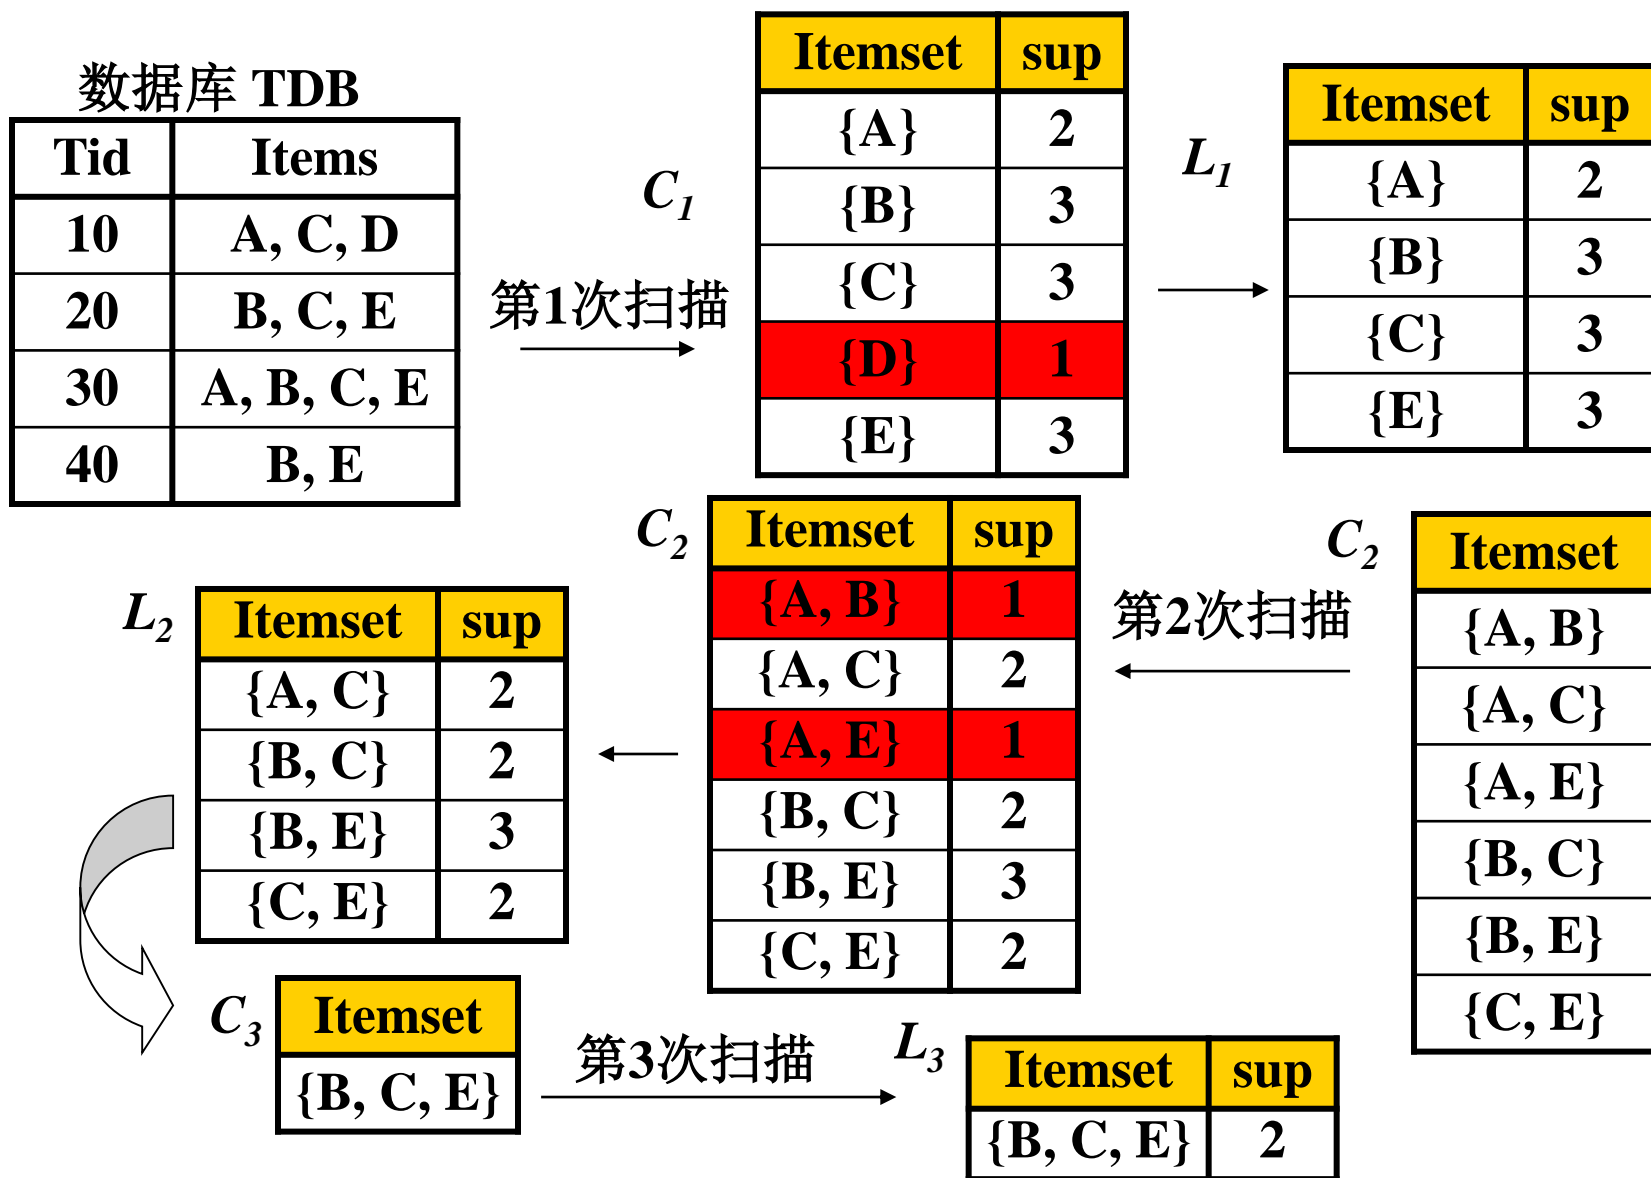 数据库 TDB
Tid Items
10 A, C, D
20 B, C, E
30 A, B, C, E
40 B, E
第1次扫描
C1
Itemset sup
{A} 2
{B} 3
{C} 3
{D} 1
{E} 3
L1
Itemset sup
{A} 2
{B} 3
{C} 3
{E} 3
C2
Itemset
{A, B}
{A, C}
{A, E}
{B, C}
{B, E}
{C, E}
第2次扫描
C2
Itemset sup
{A, B} 1
{A, C} 2
{A, E} 1
{B, C} 2
{B, E} 3
{C, E} 2
L2
Itemset sup
{A, C} 2
{B, C} 2
{B, E} 3
{C, E} 2
C3
Itemset
{B, C, E}
第3次扫描
L3
Itemset sup
{B, C, E} 2